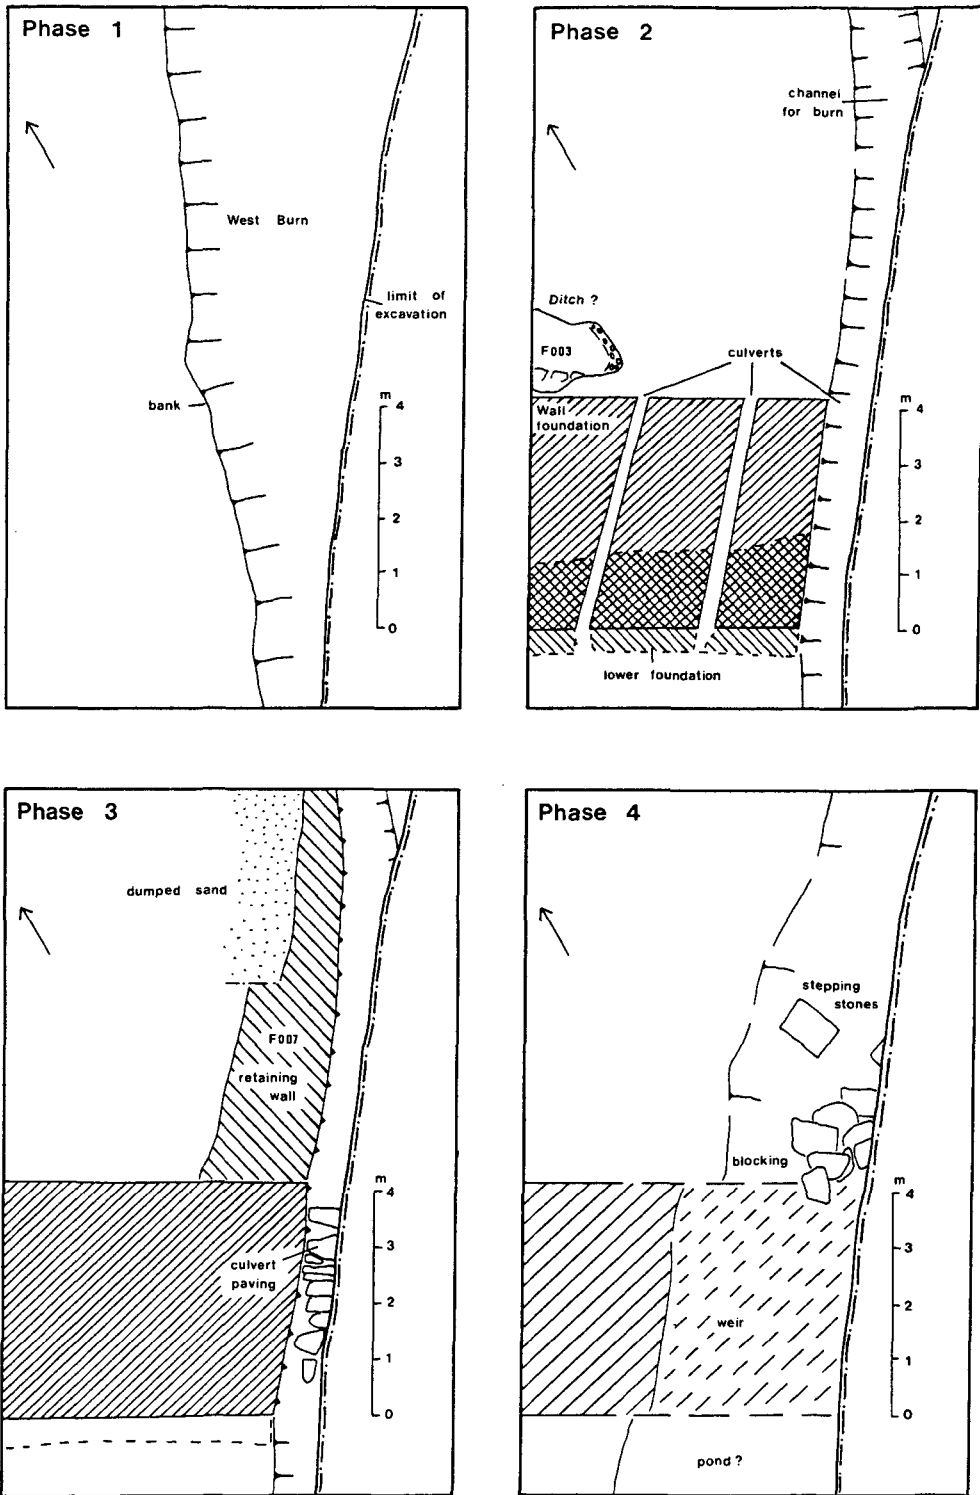 Phase 1
West Burn
limit of
excavation
bank
m
4
3
2
1
0
Phase 2
channel
for burn
Ditch ?
F003
culverts
Wall
foundation
m
4
3
2
1
0
lower foundation
Phase 3
dumped sand
F007
retaining
wall
culvert
paving
m
4
3
2
1
0
Phase 4
stepping
stones
blocking
weir
m
4
3
2
1
0
pond ?